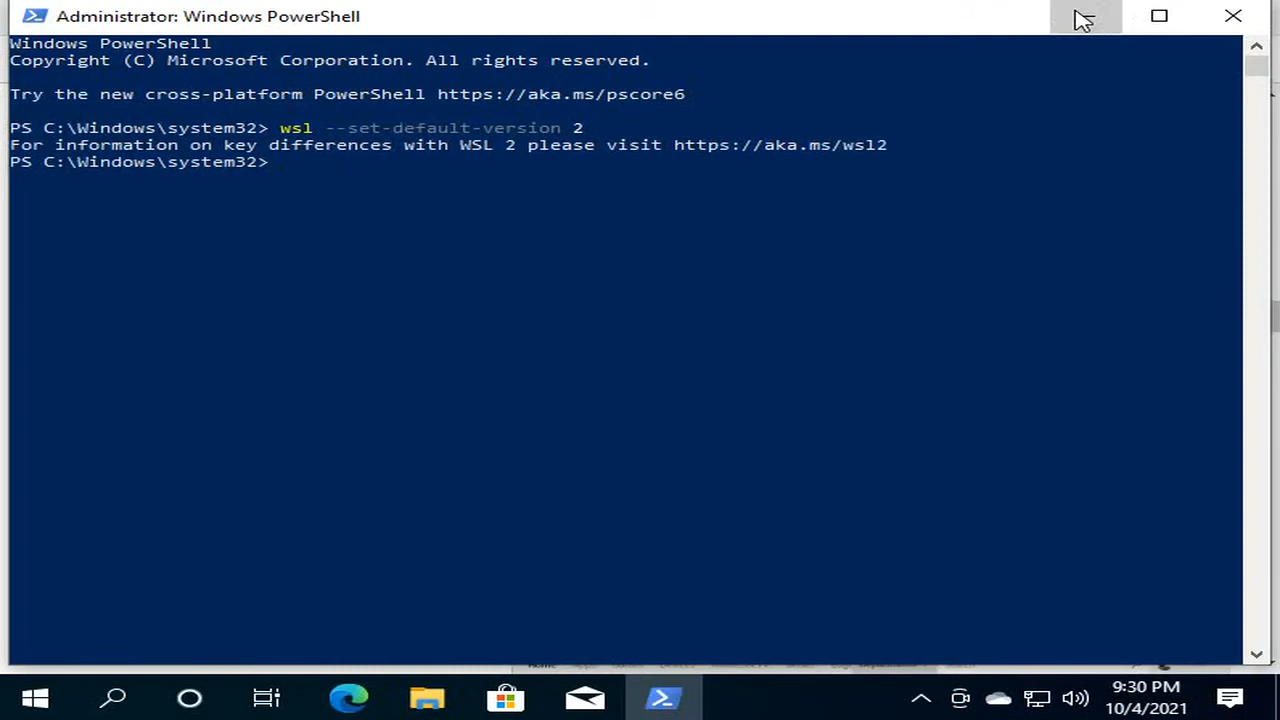 Administrator: Windows PowerShell
Windows PowerShell
Copyright (C) Microsoft Corporation. All rights reserved.
Try the new cross-platform PowerShell https://aka.ms/pscore6
PS C:\Windows\system32> wsl --set-default-version 2
For information on key differences with WSL 2 please visit https://aka.ms/wsl2
PS C:\Windows\system32>
9:30 PM
10/4/2021